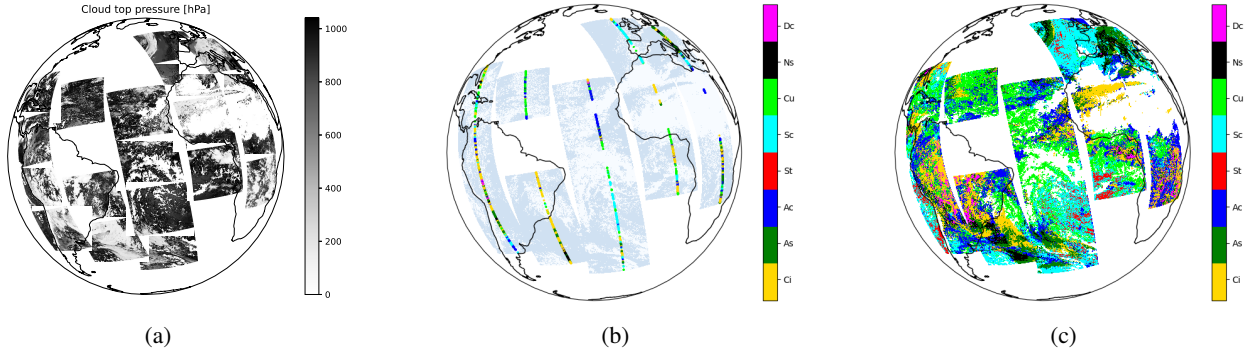 Cloud top pressure [hPa]
1000
800
600
400
200
0
(a)
Dc
Ns
Cu
Sc
St
Ac
As
Ci
(b)
Dc
Ns
Cu
Sc
St
Ac
As
Ci
(c)